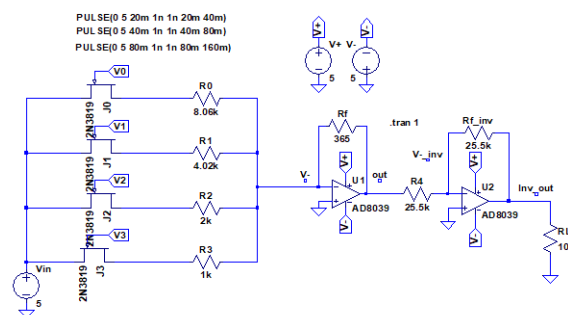 PULSE(0 5 20m 1n 1n 20m 40m)
PULSE(0 5 40m 1n 1n 40m 80m)
PULSE(0 5 80m 1n 1n 80m 160m)
V+ V-
V+ V-
5 5
V0
2N3819 J0
R0
8.06k
V1
2N3819 J1
R1
4.02k
V2
2N3819 J2
R2
2k
V3
2N3819 J3
R3
1k
Vin
5
V-
Rf
365
.tran 1
V+
U1
AD8039
V-
out
R4
25.5k
V-_inv
Rf_inv
25.5k
V+
U2
AD8039
V-
Inv_out
RL
10